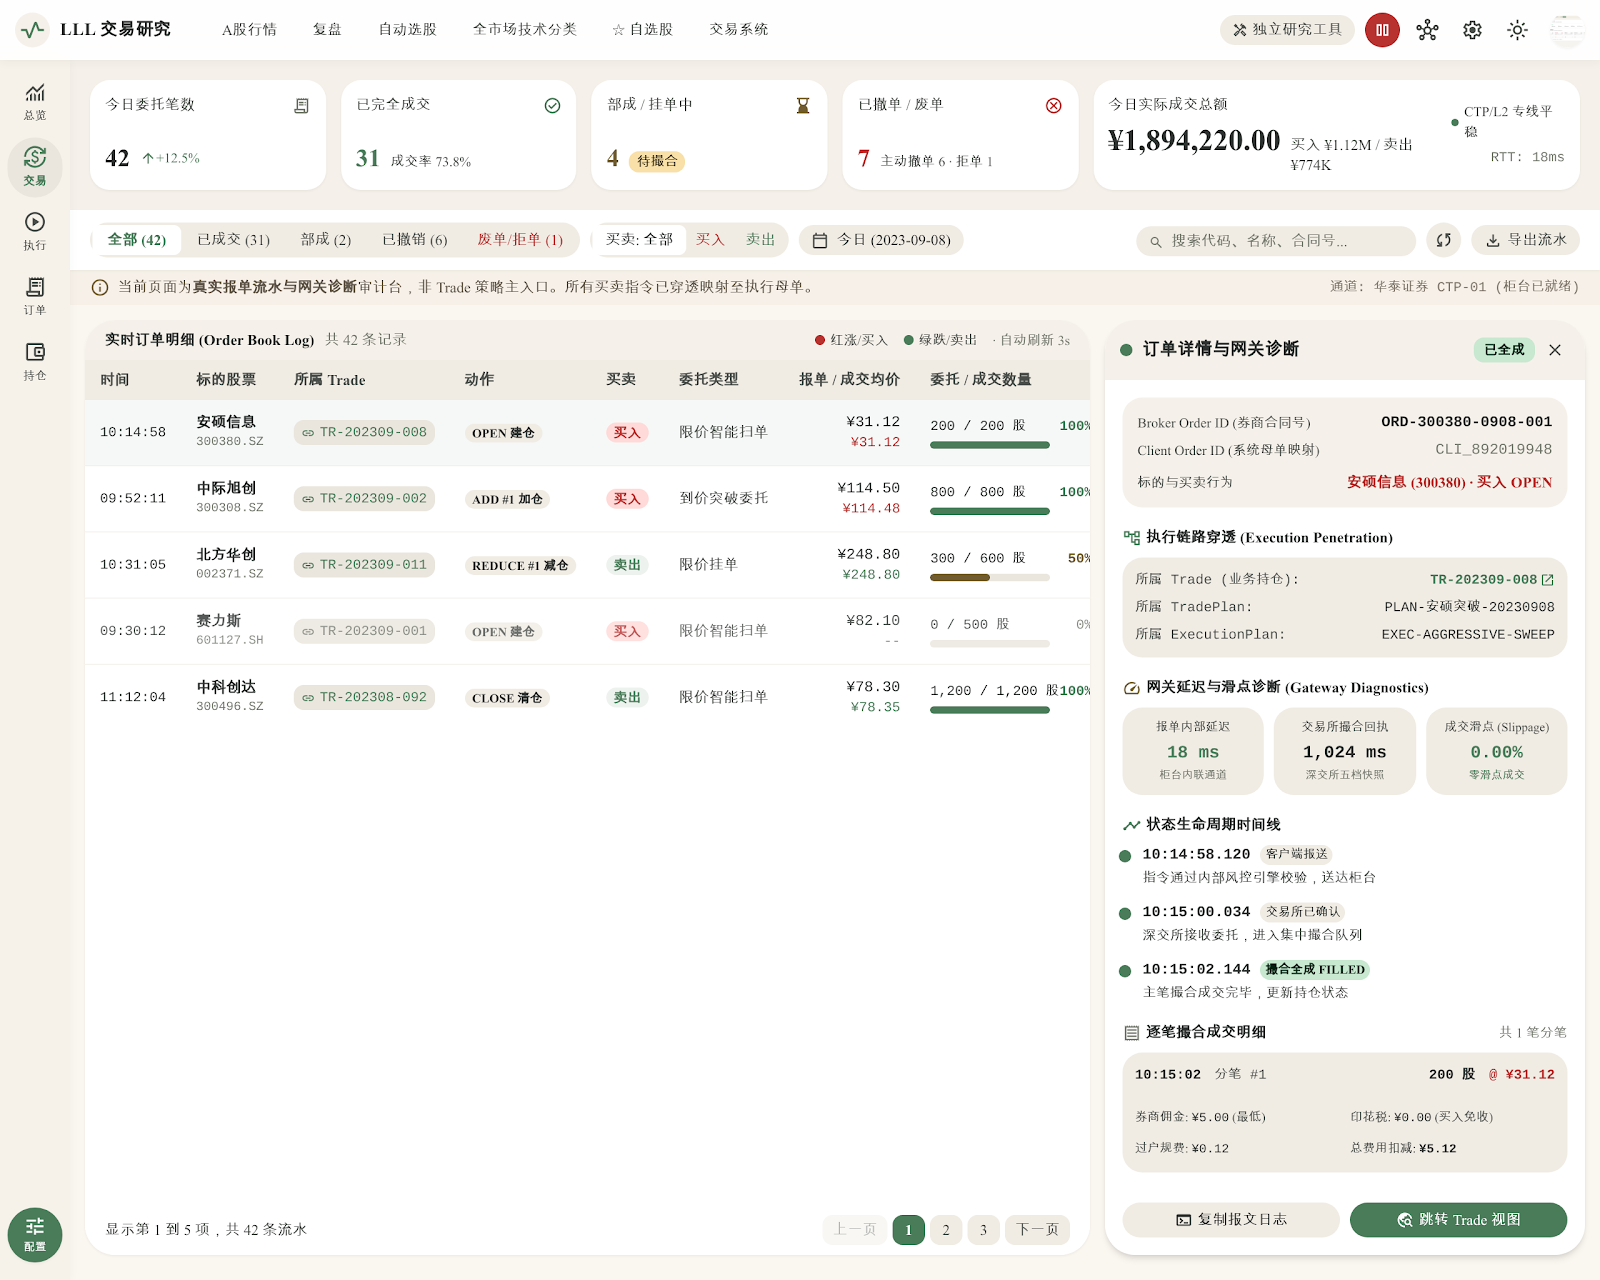 LLL 交易研究
A股行情
复盘
自动选股
全市场技术分类
☆ 自选股
交易系统
独立研究工具
总览
交易
执行
订单
持仓
配置
今日委托笔数
42 ↑+12.5%
已完全成交
31 成交率 73.8%
部成 / 挂单中
4 待撮合
已撤单 / 废单
7 主动撤单 6 · 拒单 1
今日实际成交总额
¥1,894,220.00 买入 ¥1.12M / 卖出
¥774K
CTP/L2 专线平
稳
RTT: 18ms
全部 (42) 已成交 (31) 部成 (2) 已撤销 (6) 废单/拒单 (1)
买卖: 全部 买入 卖出
今日 (2023-09-08)
搜索代码、名称、合同号...
导出流水
当前页面为真实报单流水与网关诊断审计台，非 Trade 策略主入口。所有买卖指令已穿透映射至执行母单。
通道: 华泰证券 CTP-01 (柜台已就绪)
实时订单明细 (Order Book Log) 共 42 条记录
红涨/买入 绿跌/卖出 · 自动刷新 3s
时间 标的股票 所属 Trade 动作 买卖 委托类型 报单 / 成交均价 委托 / 成交数量
10:14:58 安硕信息 TR-202309-008 OPEN 建仓 买入 限价智能扫单 ¥31.12 200 / 200 股 100%
300380.SZ ¥31.12
09:52:11 中际旭创 TR-202309-002 ADD #1 加仓 买入 到价突破委托 ¥114.50 800 / 800 股 100%
300308.SZ ¥114.48
10:31:05 北方华创 TR-202309-011 REDUCE #1 减仓 卖出 限价挂单 ¥248.80 300 / 600 股 50%
002371.SZ ¥248.80
09:30:12 赛力斯 TR-202309-001 OPEN 建仓 买入 限价智能扫单 ¥82.10 0 / 500 股 0%
601127.SH --
11:12:04 中科创达 TR-202308-092 CLOSE 清仓 卖出 限价智能扫单 ¥78.30 1,200 / 1,200 股 100%
300496.SZ ¥78.35
显示第 1 到 5 项，共 42 条流水
上一页 1 2 3 下一页
订单详情与网关诊断 已全成
Broker Order ID (券商合同号) ORD-300380-0908-001
Client Order ID (系统母单映射) CLI_892019948
标的与买卖行为 安硕信息 (300380) · 买入 OPEN
执行链路穿透 (Execution Penetration)
所属 Trade (业务持仓): TR-202309-008
所属 TradePlan: PLAN-安硕突破-20230908
所属 ExecutionPlan: EXEC-AGGRESSIVE-SWEEP
网关延迟与滑点诊断 (Gateway Diagnostics)
报单内部延迟
18 ms
柜台内联通道
交易所撮合回执
1,024 ms
深交所五档快照
成交滑点 (Slippage)
0.00%
零滑点成交
状态生命周期时间线
10:14:58.120 客户端报送
指令通过内部风控引擎校验，送达柜台
10:15:00.034 交易所已确认
深交所接收委托，进入集中撮合队列
10:15:02.144 撮合全成 FILLED
主笔撮合成交完毕，更新持仓状态
逐笔撮合成交明细 共 1 笔分笔
10:15:02 分笔 #1 200 股 @ ¥31.12
券商佣金: ¥5.00 (最低) 印花税: ¥0.00 (买入免收)
过户规费: ¥0.12 总费用扣减: ¥5.12
复制报文日志
跳转 Trade 视图